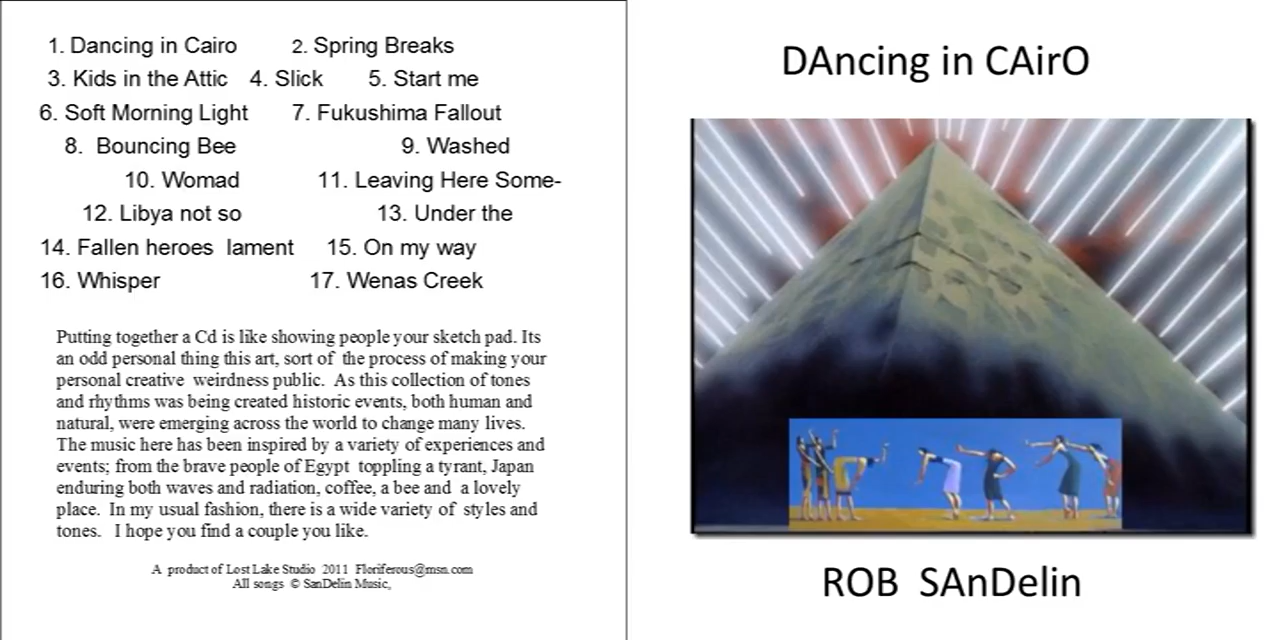 1. Dancing in Cairo 2. Spring Breaks
3. Kids in the Attic 4. Slick 5. Start me
6. Soft Morning Light 7. Fukushima Fallout
8. Bouncing Bee 9. Washed
10. Womad 11. Leaving Here Some-
12. Libya not so 13. Under the
14. Fallen heroes lament 15. On my way
16. Whisper 17. Wenas Creek
Putting together a Cd is like showing people your sketch pad. Its
an odd personal thing this art, sort of the process of making your
personal creative weirdness public. As this collection of tones
and rhythms was being created historic events, both human and
natural, were emerging across the world to change many lives.
The music here has been inspired by a variety of experiences and
events; from the brave people of Egypt toppling a tyrant, Japan
enduring both waves and radiation, coffee, a bee and a lovely
place. In my usual fashion, there is a wide variety of styles and
tones. I hope you find a couple you like.
A product of Lost Lake Studio 2011 Floriferous@msn.com
All songs © SanDelin Music,
DAncing in CAirO
ROB SAnDelin